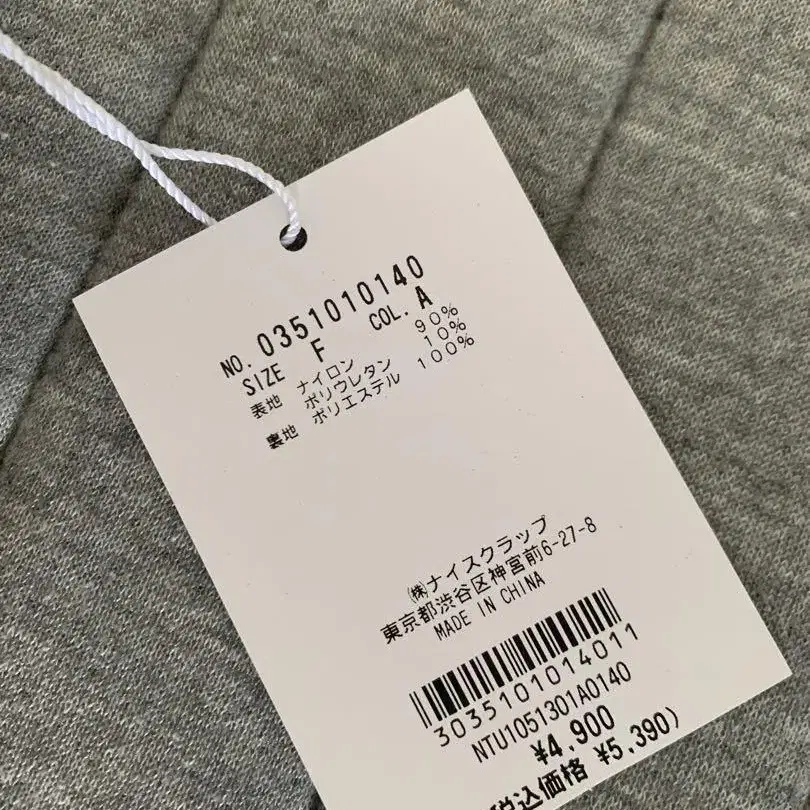 NO. 0351010140
SIZE F COL. A
表地 ナイロン 90%
ポリウレタン 10%
裏地 ポリエステル 100%
㈱ナイスクラップ
東京都渋谷区神宮前6-27-8
MADE IN CHINA
3035101014011
NTU1051301A0140
¥4,900
税込価格 ¥5,390)